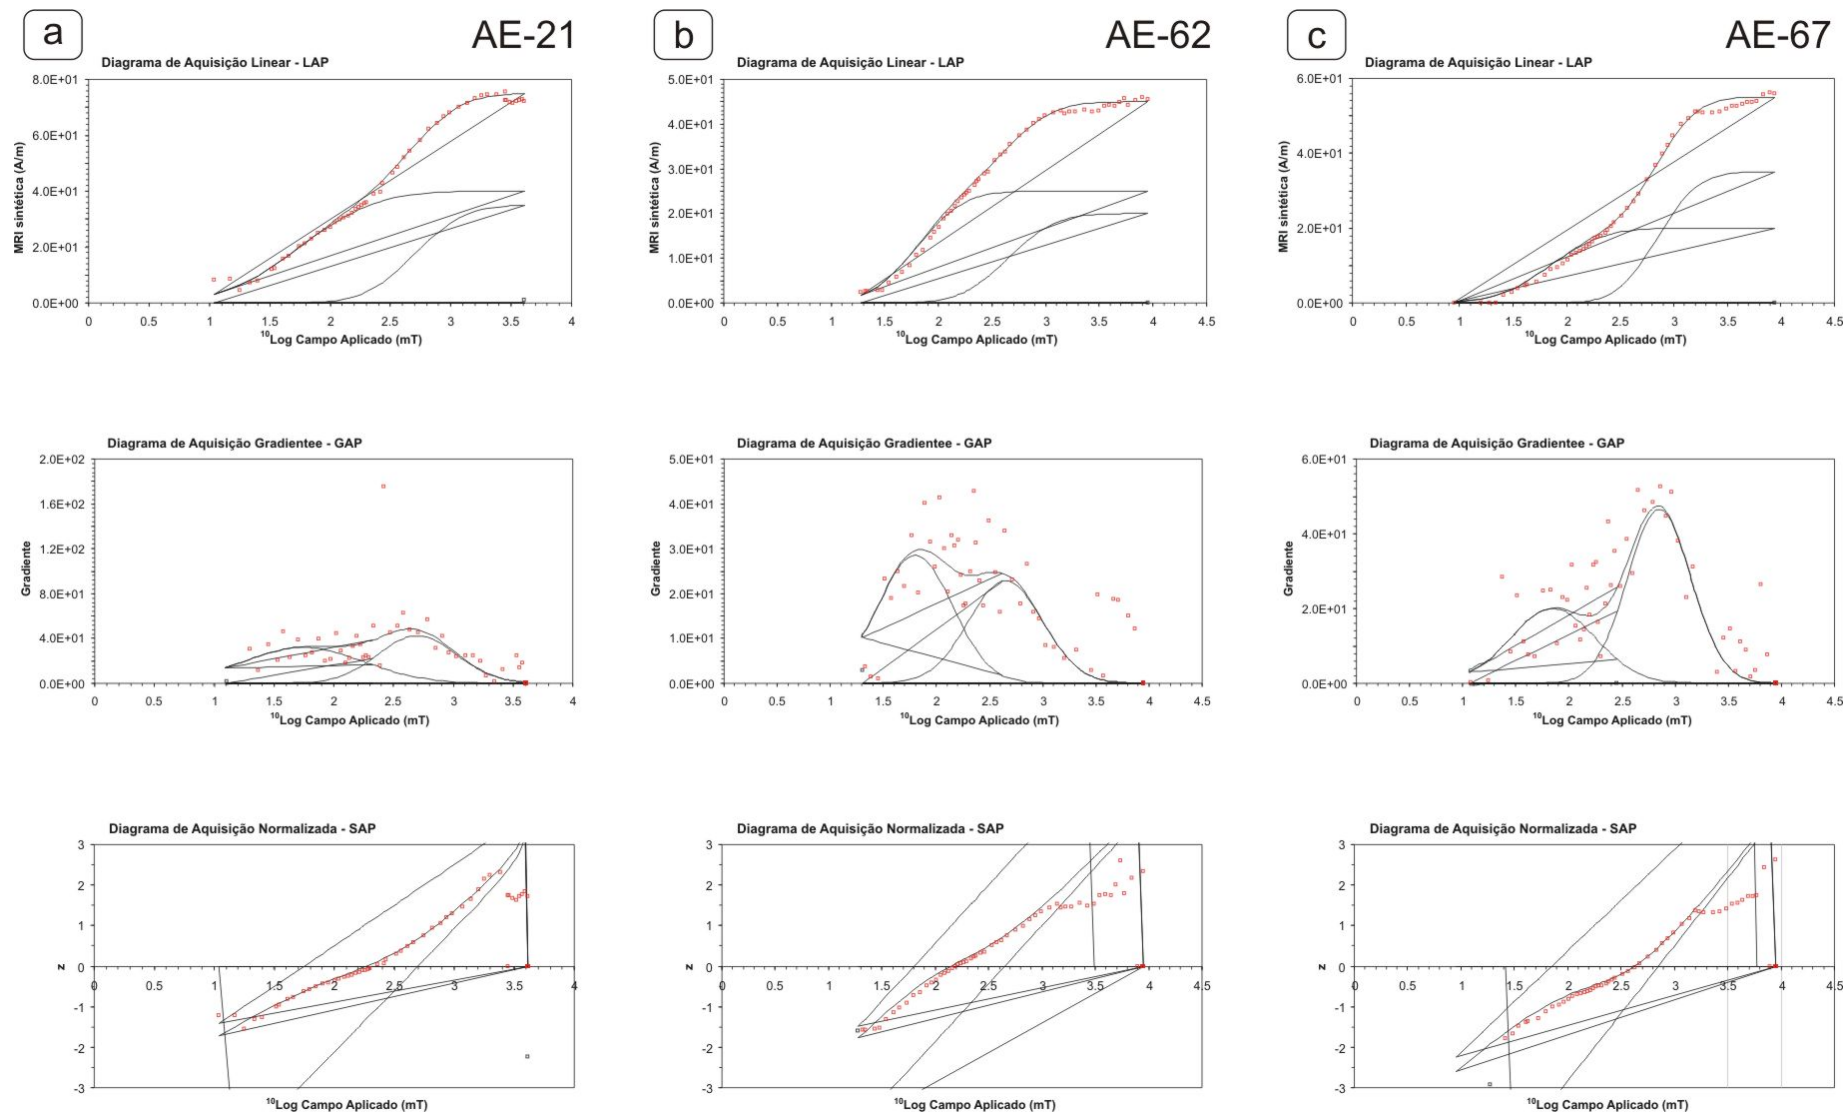 a AE-21
Diagrama de Aquisição Linear - LAP
8.0E+01
6.0E+01
4.0E+01
2.0E+01
0.0E+00
MRI sintética (A/m)
0 0.5 1 1.5 2 2.5 3 3.5 4
10Log Campo Aplicado (mT)
b AE-62
Diagrama de Aquisição Linear - LAP
5.0E+01
4.0E+01
3.0E+01
2.0E+01
1.0E+01
0.0E+00
MRI sintética (A/m)
0 0.5 1 1.5 2 2.5 3 3.5 4 4.5
10Log Campo Aplicado (mT)
c AE-67
Diagrama de Aquisição Linear - LAP
6.0E+01
4.0E+01
2.0E+01
0.0E+00
MRI sintética (A/m)
0 0.5 1 1.5 2 2.5 3 3.5 4 4.5
10Log Campo Aplicado (mT)
Diagrama de Aquisição Gradientee - GAP
2.0E+02
1.6E+02
1.2E+02
8.0E+01
4.0E+01
0.0E+00
Gradiente
0 0.5 1 1.5 2 2.5 3 3.5 4
10Log Campo Aplicado (mT)
Diagrama de Aquisição Gradientee - GAP
5.0E+01
4.0E+01
3.0E+01
2.0E+01
1.0E+01
0.0E+00
Gradiente
0 0.5 1 1.5 2 2.5 3 3.5 4 4.5
10Log Campo Aplicado (mT)
Diagrama de Aquisição Gradientee - GAP
6.0E+01
4.0E+01
2.0E+01
0.0E+00
Gradiente
0 0.5 1 1.5 2 2.5 3 3.5 4 4.5
10Log Campo Aplicado (mT)
Diagrama de Aquisição Normalizada - SAP
3
2
1
0
-1
-2
-3
z
0 0.5 1 1.5 2 2.5 3 3.5 4
10Log Campo Aplicado (mT)
Diagrama de Aquisição Normalizada - SAP
3
2
1
0
-1
-2
-3
z
0 0.5 1 1.5 2 2.5 3 3.5 4 4.5
10Log Campo Aplicado (mT)
Diagrama de Aquisição Normalizada - SAP
3
2
1
0
-1
-2
-3
z
0 0.5 1 1.5 2 2.5 3 3.5 4 4.5
10Log Campo Aplicado (mT)